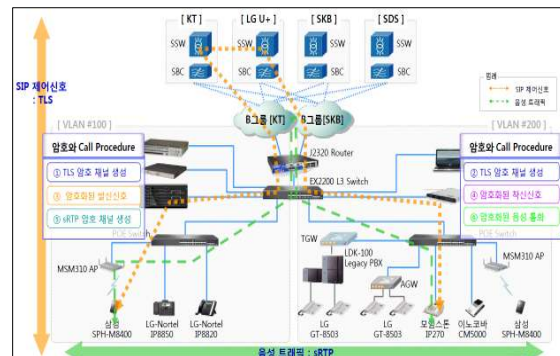 [ KT ]
[ LG U+ ]
[ SKB ]
[ SDS ]
SSW
SSW
SSW
SSW
SBC
SBC
SBC
SBC
범례
SIP 제어신호
음성 트래픽
SIP 제어신호
: TLS
B그룹 [KT]
B그룹[SKB]
[ VLAN #100 ]
[ VLAN #200 ]
J2320 Router
EX2200 L3 Switch
암호화 Call Procedure
① TLS 암호 채널 생성
③ 암호화된 발신신호
⑤ sRTP 암호 채널 생성
암호화 Call Procedure
② TLS 암호 채널 생성
④ 암호화된 착신신호
⑥ 암호화된 음성 통화
POE Switch
POE Switch
MSM310 AP
TGW
LDK-100
Legacy PBX
AGW
MSM310 AP
삼성
SPH-M8400
LG-Nortel
IP8850
LG-Nortel
IP8820
LG
GT-8503
LG
GT-8503
모임스톤
IP270
이노코바
CM5000
삼성
SPH-M8400
음성 트래픽 : sRTP